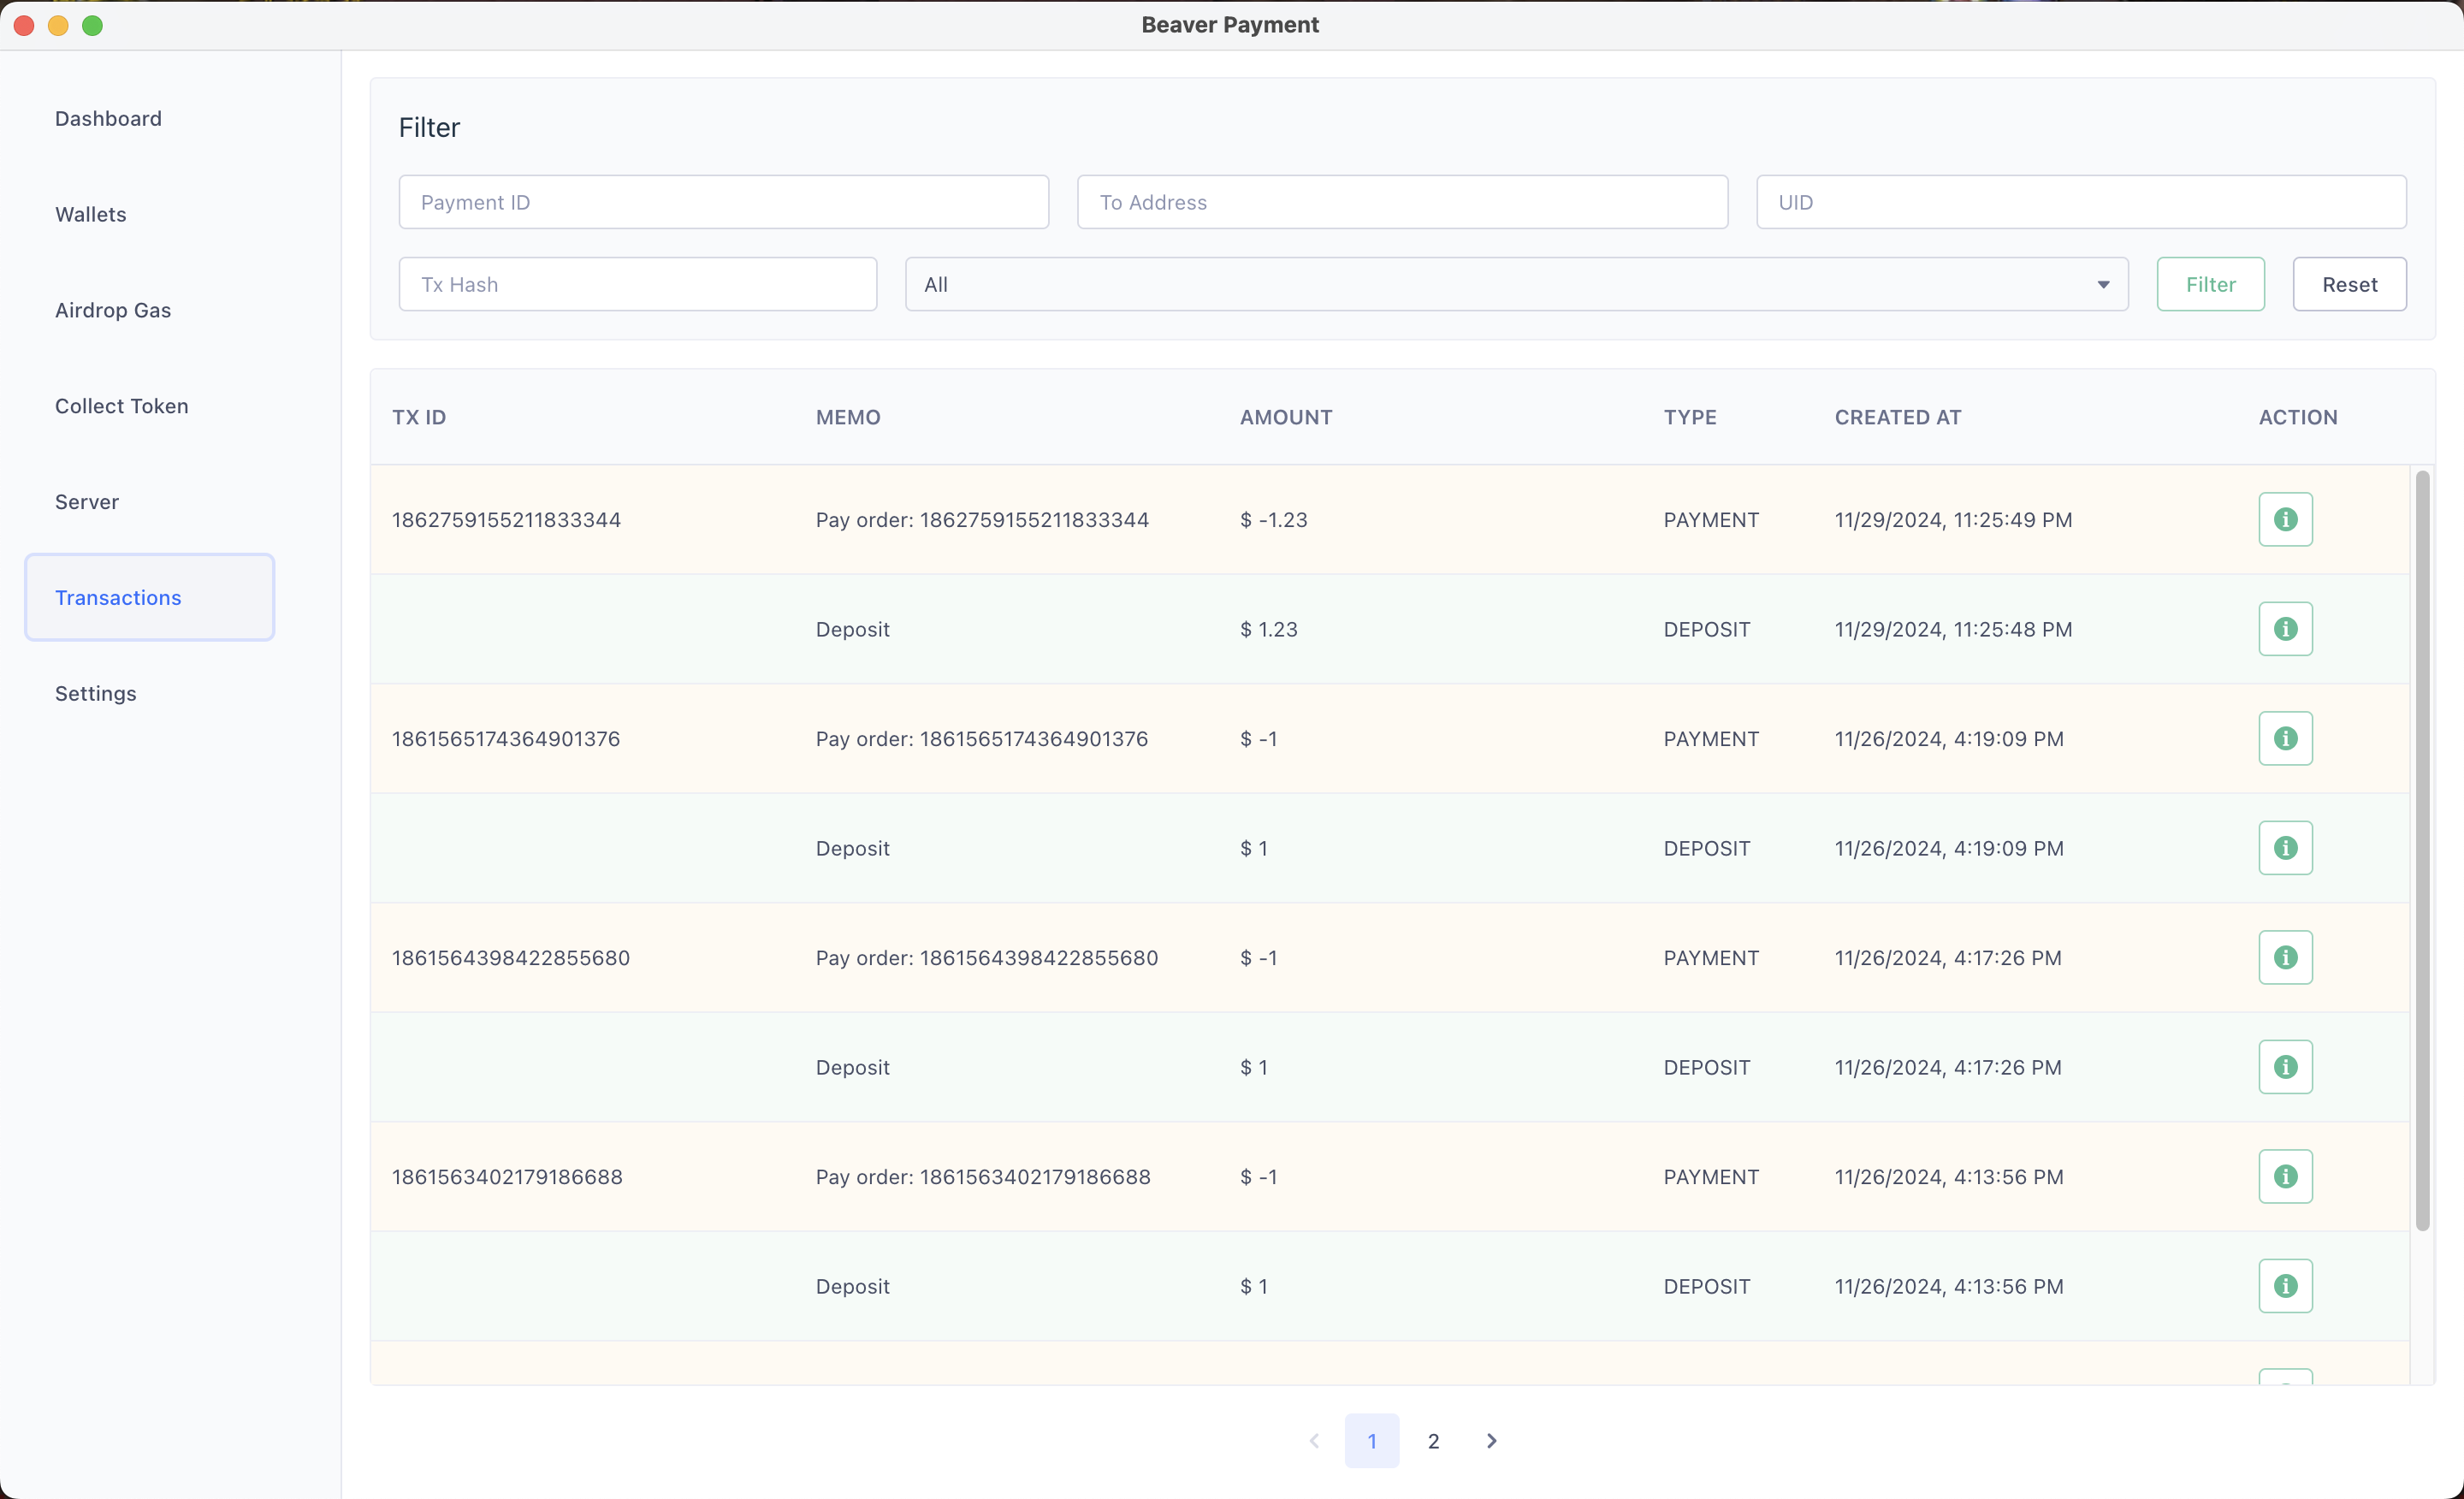 Beaver Payment
Dashboard
Wallets
Airdrop Gas
Collect Token
Server
Transactions
Settings
Filter
Payment ID To Address UID
Tx Hash All Filter Reset
TX ID MEMO AMOUNT TYPE CREATED AT ACTION
1862759155211833344 Pay order: 1862759155211833344 $ -1.23 PAYMENT 11/29/2024, 11:25:49 PM
Deposit $ 1.23 DEPOSIT 11/29/2024, 11:25:48 PM
1861565174364901376 Pay order: 1861565174364901376 $ -1 PAYMENT 11/26/2024, 4:19:09 PM
Deposit $ 1 DEPOSIT 11/26/2024, 4:19:09 PM
1861564398422855680 Pay order: 1861564398422855680 $ -1 PAYMENT 11/26/2024, 4:17:26 PM
Deposit $ 1 DEPOSIT 11/26/2024, 4:17:26 PM
1861563402179186688 Pay order: 1861563402179186688 $ -1 PAYMENT 11/26/2024, 4:13:56 PM
Deposit $ 1 DEPOSIT 11/26/2024, 4:13:56 PM
1 2